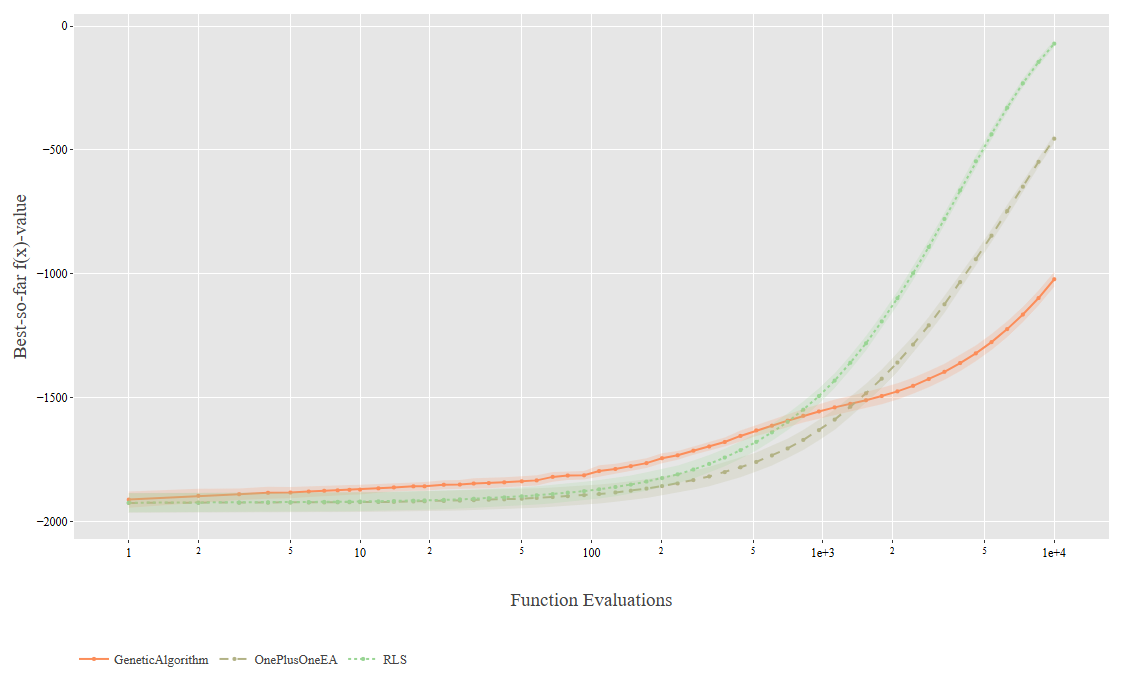 0
−500
−1000
−1500
−2000
Best-so-far f(x)-value
1 2 5 10 2 5 100 2 5 1e+3 2 5 1e+4
Function Evaluations
GeneticAlgorithm OnePlusOneEA RLS